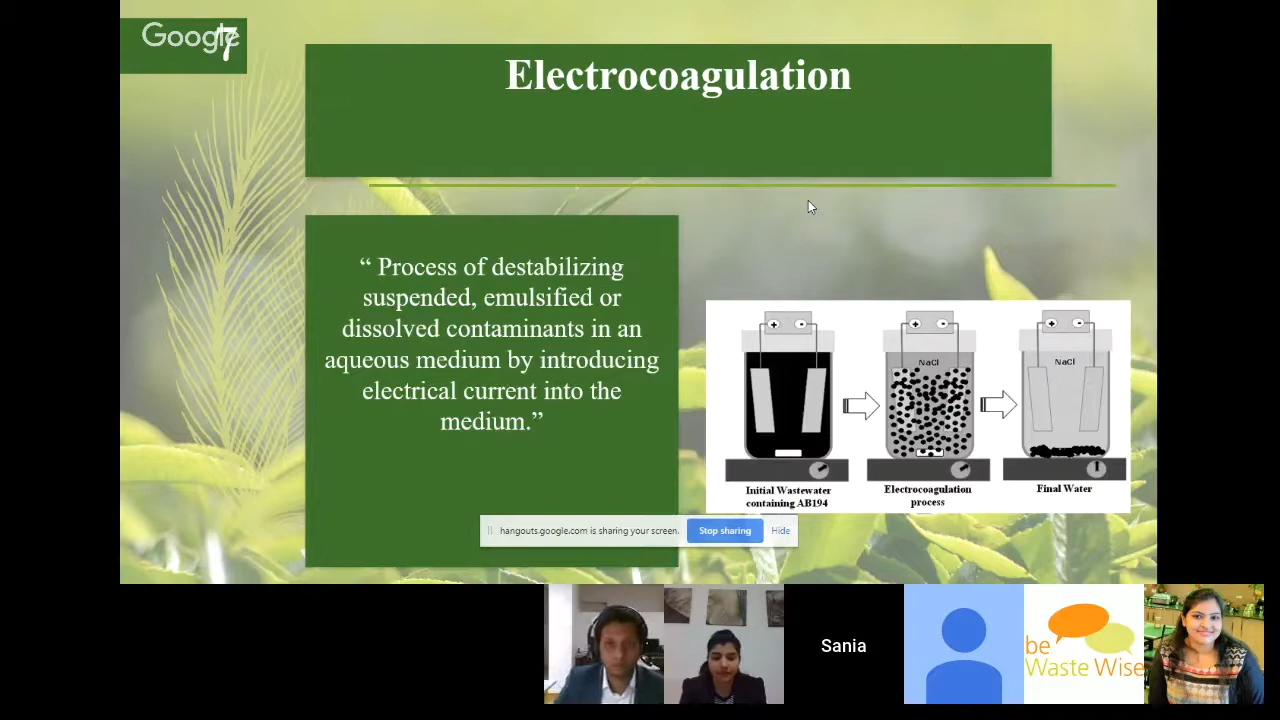 Google
7
Electrocoagulation
“ Process of destabilizing
suspended, emulsified or
dissolved contaminants in an
aqueous medium by introducing
electrical current into the
medium.”
+ -
+ -
+ -
NaCl
NaCl
Initial Wastewater
containing AB194
Electrocoagulation
process
Final Water
hangouts.google.com is sharing your screen.
Stop sharing
Hide
Sania
be
Waste Wise